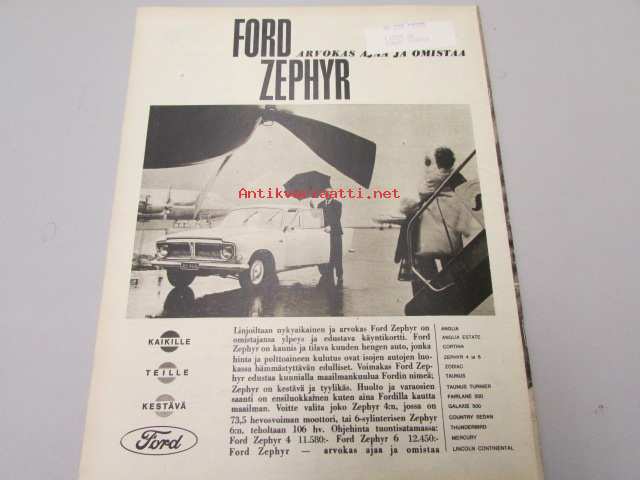 FORD
ZEPHYR
ARVOKAS AJAA JA OMISTAA
Antikvariaatti.net
KAIKILLE
TEILLE
KESTÄVÄ
Ford
Linjoiltaan nykyaikainen ja arvokas Ford Zephyr on
omistajansa ylpeys ja edustava käyntikortti. Ford
Zephyr on kaunis ja tilava kuuden hengen auto, jonka
hinta ja polttoaineen kulutus ovat isojen autojen luo-
kassa hämmästyttävän edulliset. Voimakas Ford Zep-
hyr edustaa kunnialla maailmankuulua Fordin nimeä;
Zephyr on kestävä ja tyylikäs. Huolto ja varaosien
saanti on ensiluokkainen kuten aina Fordilla kautta
maailman. Voitte valita joko Zephyr 4:n, jossa on
73,5 hevosvoiman moottori, tai 6-sylinterisen Zephyr
6:n, teholtaan 106 hv. Ohjehinta tuontisatamassa:
Ford Zephyr 4 11.580:- Ford Zephyr 6 12.450:-
Ford Zephyr — arvokas ajaa ja omistaa
ANGLIA
ANGLIA ESTATE
CORTINA
ZEPHYR 4 ja 6
ZODIAC
TAUNUS
TAUNUS TURNIER
FAIRLANE 500
GALAXIE 500
COUNTRY SEDAN
THUNDERBIRD
MERCURY
LINCOLN CONTINENTAL